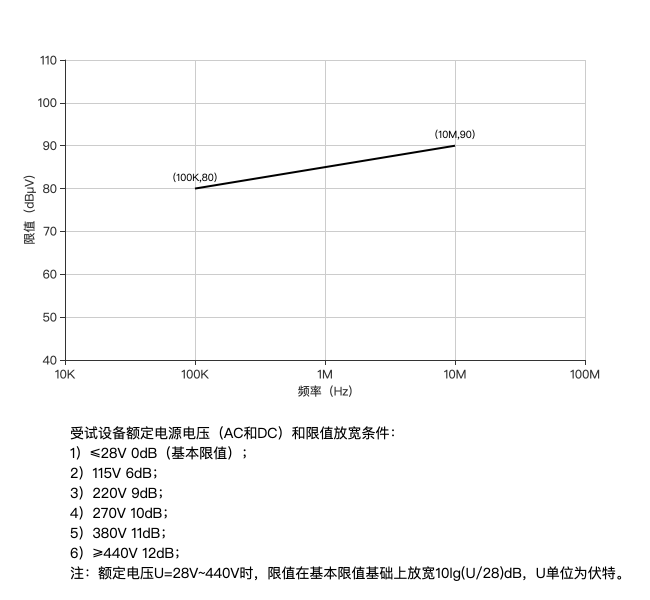 110
100
(10M,90)
90
(100K,80)
80
限值（dBμV）
70
60
50
40
10K 100K 1M 10M 100M
频率（Hz）
受试设备额定电源电压（AC和DC）和限值放宽条件：
1）≤28V 0dB（基本限值）；
2）115V 6dB；
3）220V 9dB；
4）270V 10dB；
5）380V 11dB；
6）≥440V 12dB；
注：额定电压U=28V~440V时，限值在基本限值基础上放宽10lg(U/28)dB，U单位为伏特。